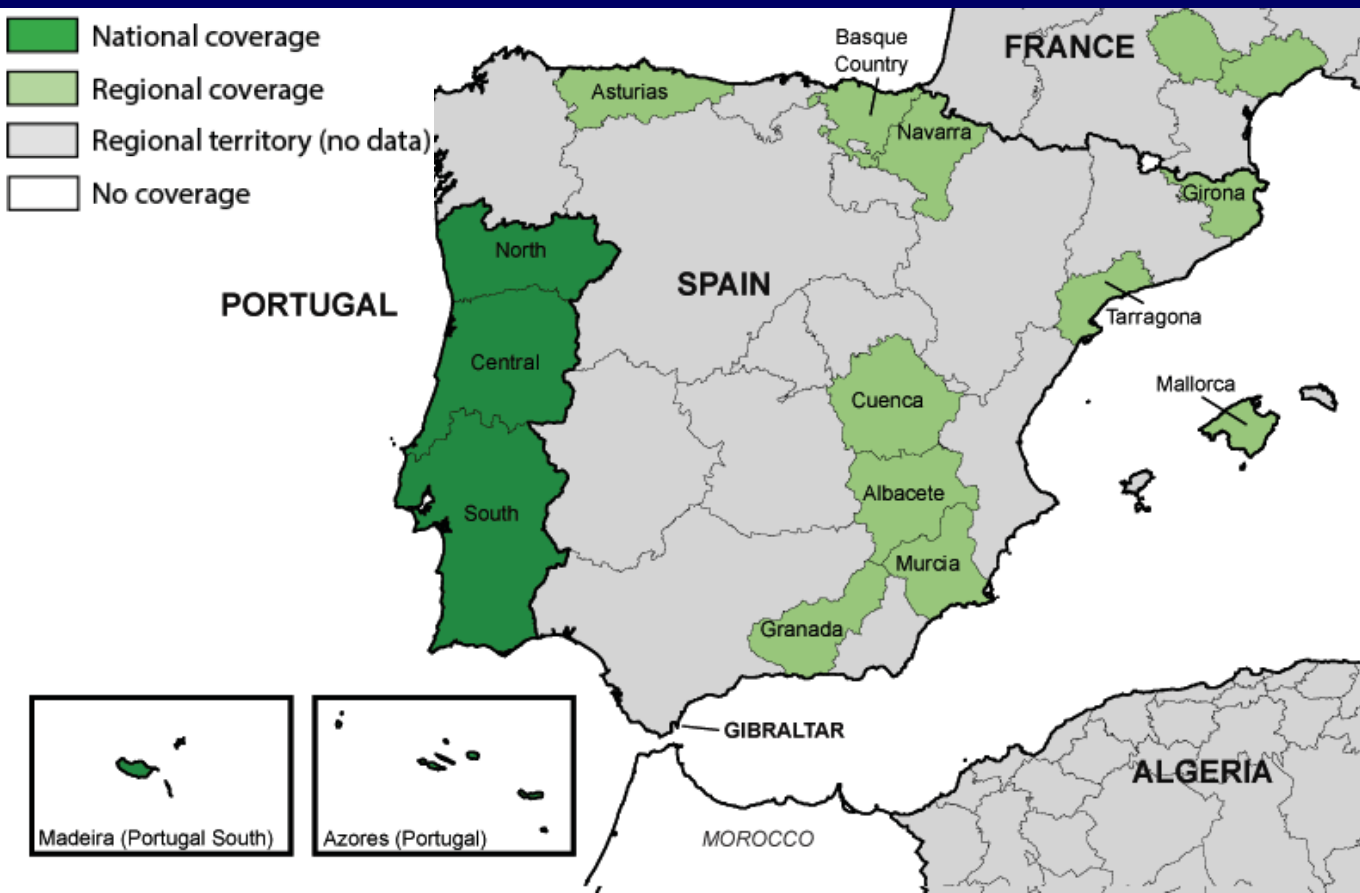 National coverage
Regional coverage
Regional territory (no data)
No coverage
Basque
Country
FRANCE
Asturias
Navarra
Girona
North
SPAIN
PORTUGAL
Tarragona
Central
Mallorca
Cuenca
Albacete
South
Murcia
Granada
GIBRALTAR
ALGERIA
Madeira (Portugal South)
Azores (Portugal)
MOROCCO